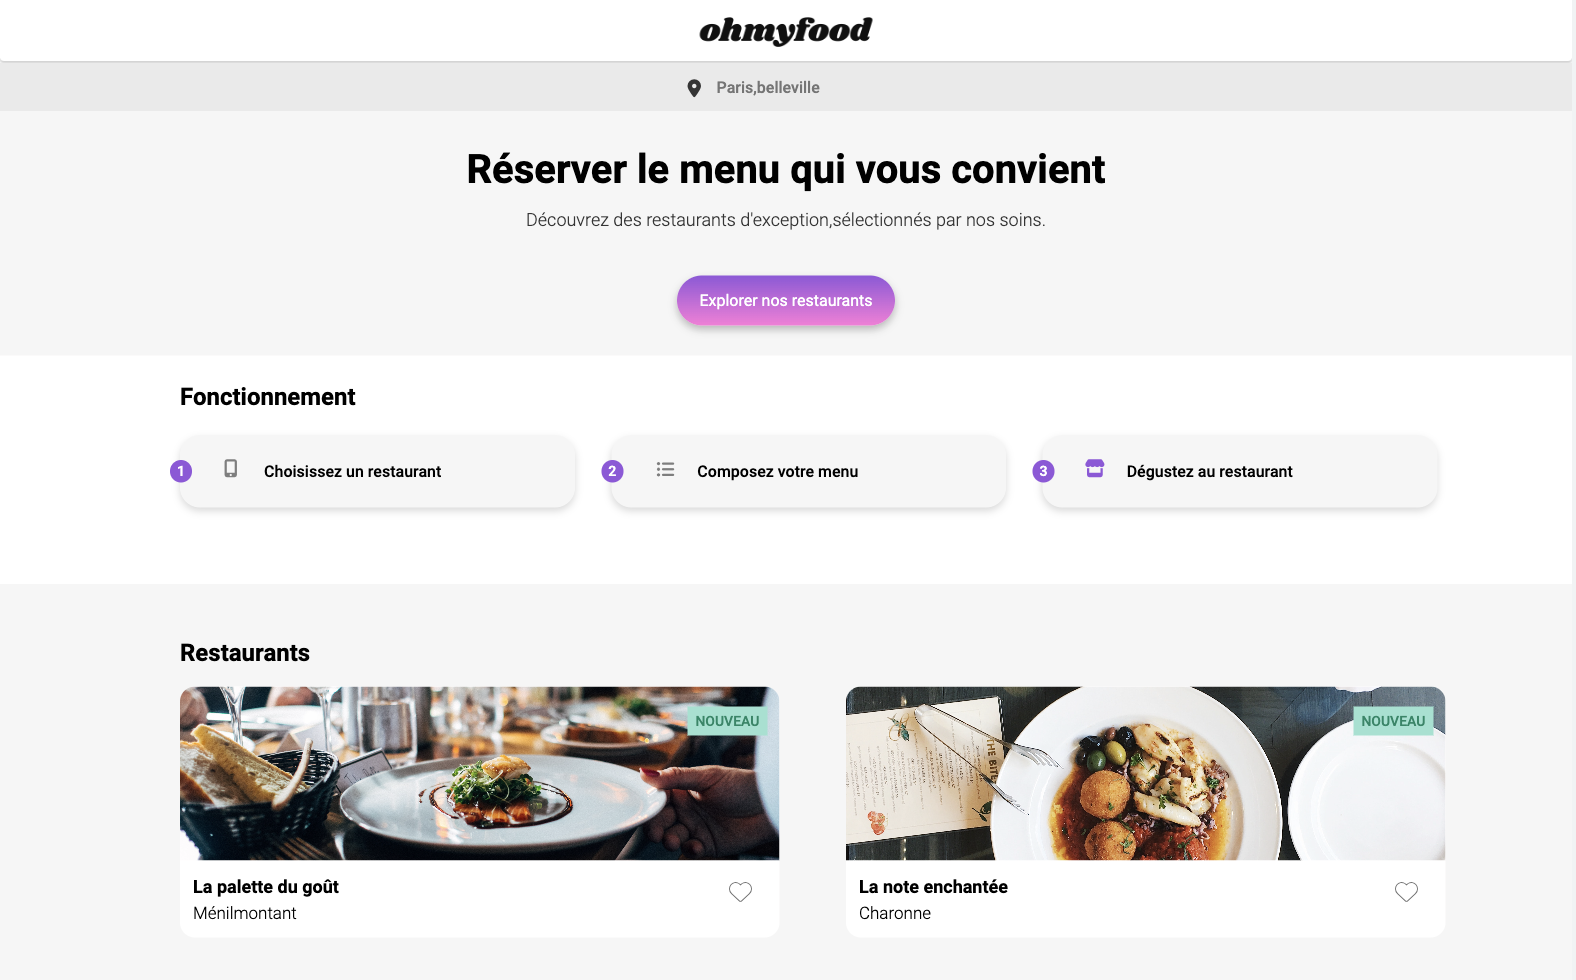 ohmyfood
Paris,belleville
Réserver le menu qui vous convient
Découvrez des restaurants d'exception,sélectionnés par nos soins.
Explorer nos restaurants
Fonctionnement
1 Choisissez un restaurant
2 Composez votre menu
3 Dégustez au restaurant
Restaurants
NOUVEAU
La palette du goût
Ménilmontant
NOUVEAU
La note enchantée
Charonne